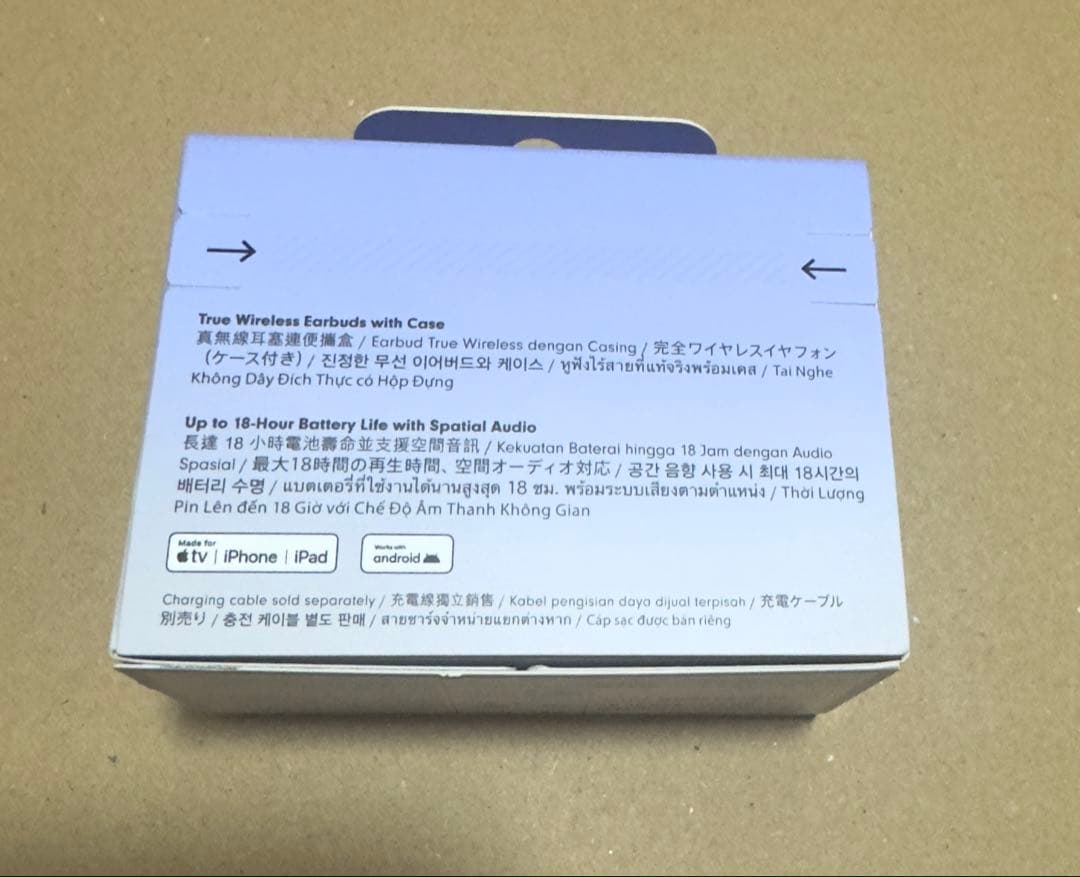 True Wireless Earbuds with Case
真無線耳塞連便攜盒 / Earbud True Wireless dengan Casing / 完全ワイヤレスイヤフォン
(ケース付き) / 진정한 무선 이어버드와 케이스 / หูฟังไร้สายที่แท้จริงพร้อมเคส / Tai Nghe
Không Dây Đích Thực có Hộp Đựng
Up to 18-Hour Battery Life with Spatial Audio
長達 18 小時電池壽命並支援空間音訊 / Kekuatan Baterai hingga 18 Jam dengan Audio
Spasial / 最大18時間の再生時間、空間オーディオ対応 / 공간 음향 사용 시 최대 18시간의
배터리 수명 / แบตเตอรี่ที่ใช้งานได้นานสูงสุด 18 ชม. พร้อมระบบเสียงตามตำแหน่ง / Thời Lượng
Pin Lên đến 18 Giờ với Chế Độ Âm Thanh Không Gian
Made for
tv | iPhone | iPad
Works with
android
Charging cable sold separately / 充電線獨立銷售 / Kabel pengisian daya dijual terpisah / 充電ケーブル
別売り / 충전 케이블 별도 판매 / สายชาร์จจำหน่ายแยกต่างหาก / Cáp sạc được bán riêng